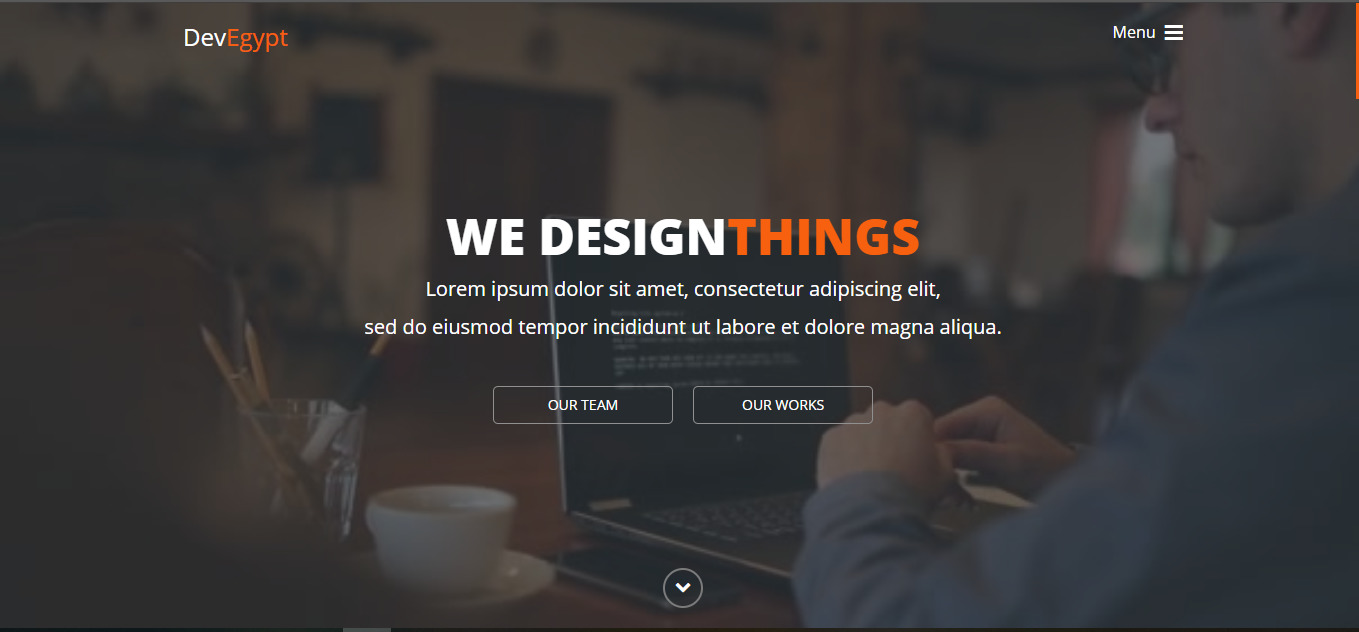 DevEgypt
Menu
WE DESIGNTHINGS
Lorem ipsum dolor sit amet, consectetur adipiscing elit,
sed do eiusmod tempor incididunt ut labore et dolore magna aliqua.
OUR TEAM
OUR WORKS